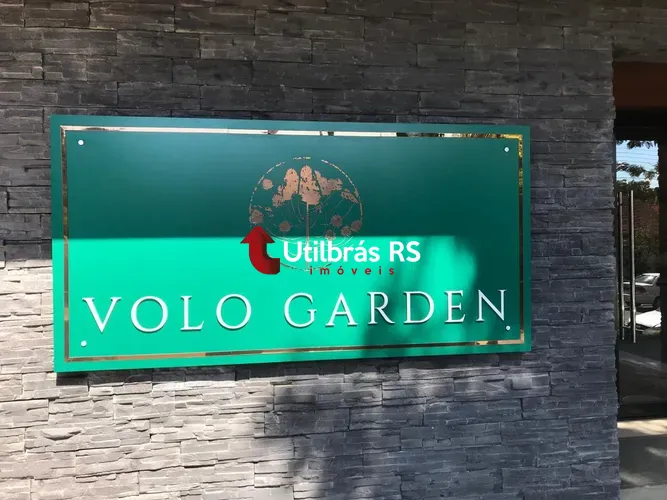 Utilbrás RS
imóveis
VOLO GARDEN